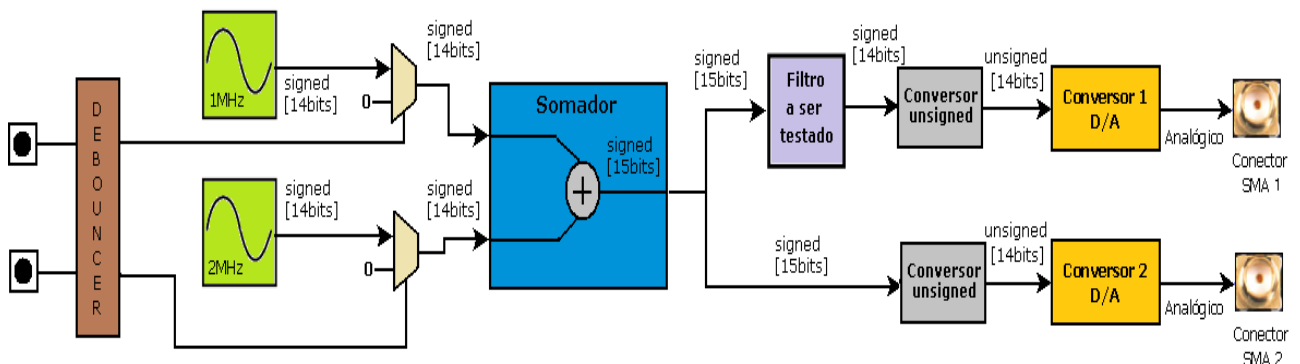 DEBOUNCER
1MHz
signed
[14bits]
0
signed
[14bits]
2MHz
signed
[14bits]
0
signed
[14bits]
Somador
signed
[15bits]
+
signed
[15bits]
Filtro
a ser
testado
signed
[14bits]
Conversor
unsigned
unsigned
[14bits]
Conversor 1
D/A
Analógico
Conector
SMA 1
signed
[15bits]
Conversor
unsigned
unsigned
[14bits]
Conversor 2
D/A
Analógico
Conector
SMA 2